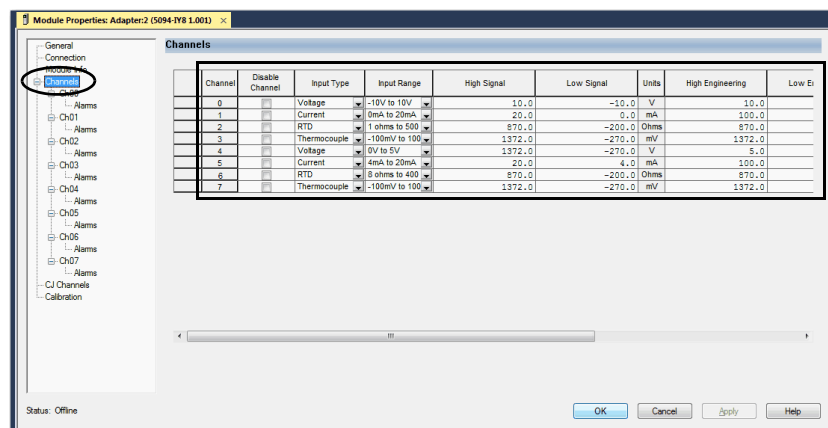 Module Properties: Adapter:2 (5094-IY8 1.001) ×
General
Connection
Module Info
Channels
Ch00
Alarms
Ch01
Alarms
Ch02
Alarms
Ch03
Alarms
Ch04
Alarms
Ch05
Alarms
Ch06
Alarms
Ch07
Alarms
CJ Channels
Calibration
Channels
Channel Disable Channel Input Type Input Range High Signal Low Signal Units High Engineering Low E
0 Voltage -10V to 10V 10.0 -10.0 V 10.0
1 Current 0mA to 20mA 20.0 0.0 mA 100.0
2 RTD 1 ohms to 500 870.0 -200.0 Ohms 870.0
3 Thermocouple -100mV to 100 1372.0 -270.0 mV 1372.0
4 Voltage 0V to 5V 1372.0 -270.0 V 5.0
5 Current 4mA to 20mA 20.0 4.0 mA 100.0
6 RTD 8 ohms to 400 870.0 -200.0 Ohms 870.0
7 Thermocouple -100mV to 100 1372.0 -270.0 mV 1372.0
Status: Offline
OK Cancel Apply Help